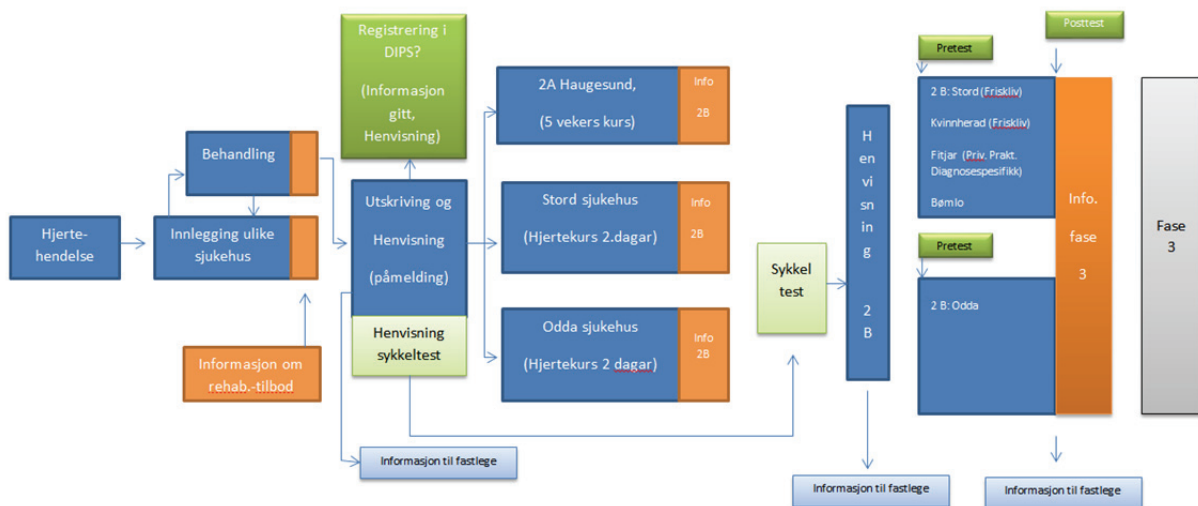 Hjerte-
hendelse
Behandling
Innlegging ulike
sjukehus
Informasjon om
rehab.-tilbod
Registrering i
DIPS?
(Informasjon
gitt,
Henvisning)
Utskriving og
Henvisning
(påmelding)
Henvisning
sykkeltest
Informasjon til fastlege
2A Haugesund,
(5 vekers kurs)
Info
2B
Stord sjukehus
(Hjertekurs 2.dagar)
Info
2B
Odda sjukehus
(Hjertekurs 2 dagar)
Info
2B
Sykkel
test
H
en
vi
sn
in
g
2
B
Informasjon til fastlege
Pretest
Posttest
2 B: Stord (Friskliv)
Kvinnherad (Friskliv)
Fitjar (Priv. Prakt.
Diagnosespesifikk)
Bømlo
Pretest
2 B: Odda
Info.
fase
3
Informasjon til fastlege
Fase
3